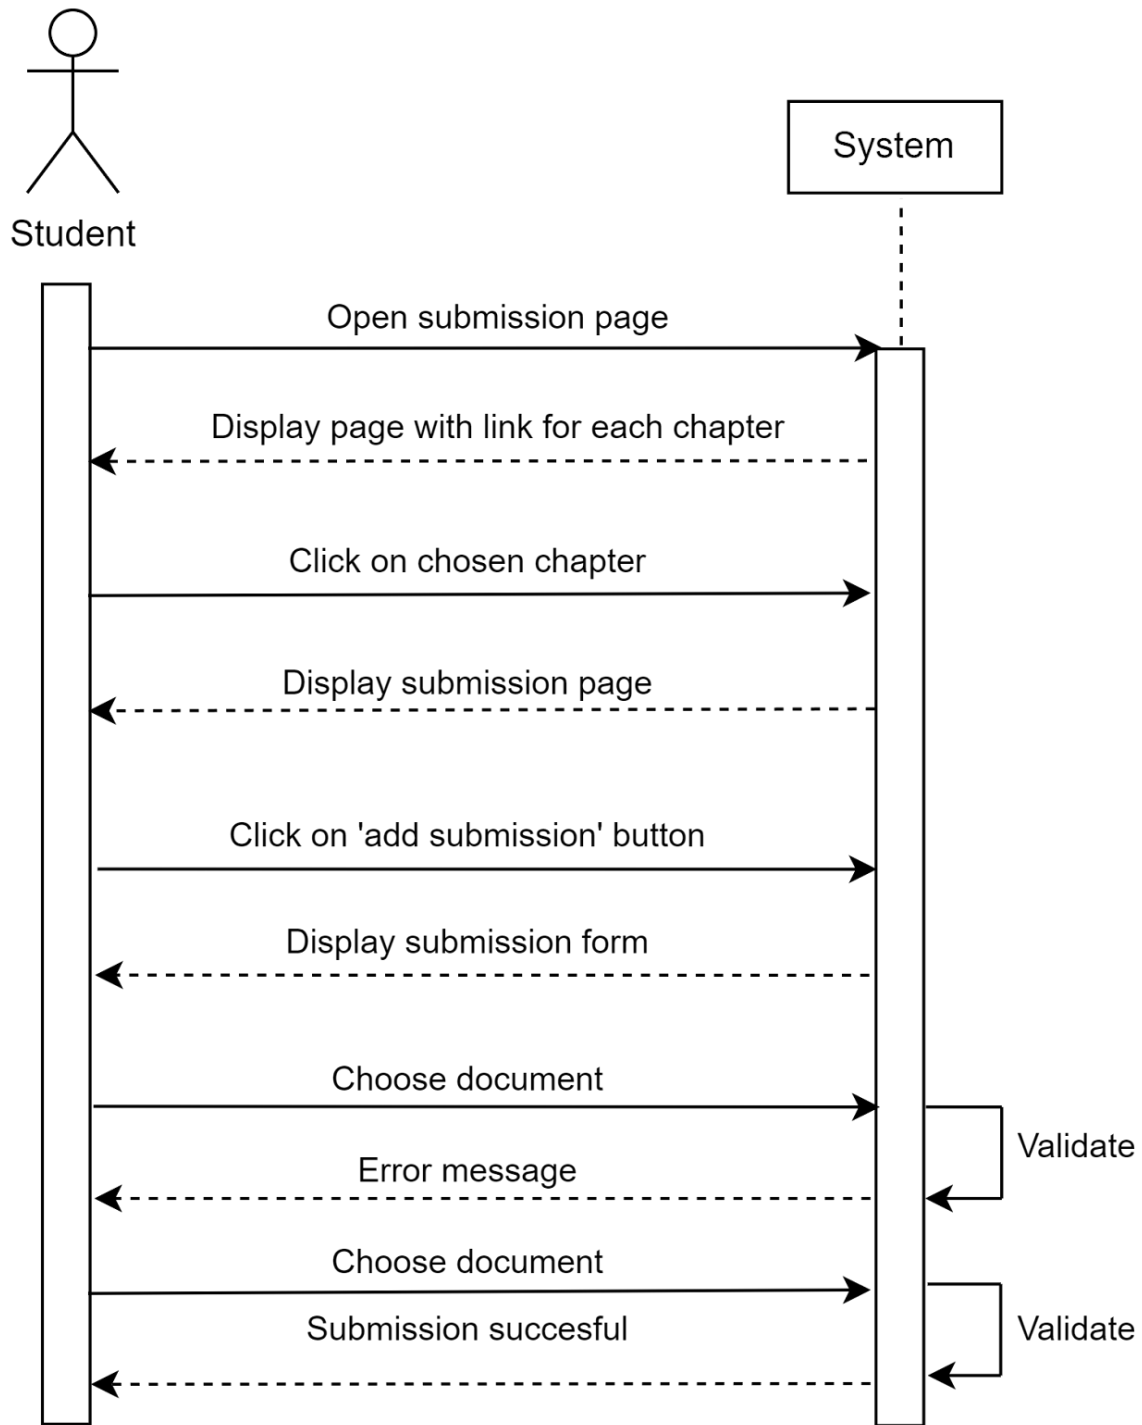 System
Student
Open submission page
Display page with link for each chapter
Click on chosen chapter
Display submission page
Click on 'add submission' button
Display submission form
Choose document
Validate
Error message
Choose document
Submission succesful
Validate